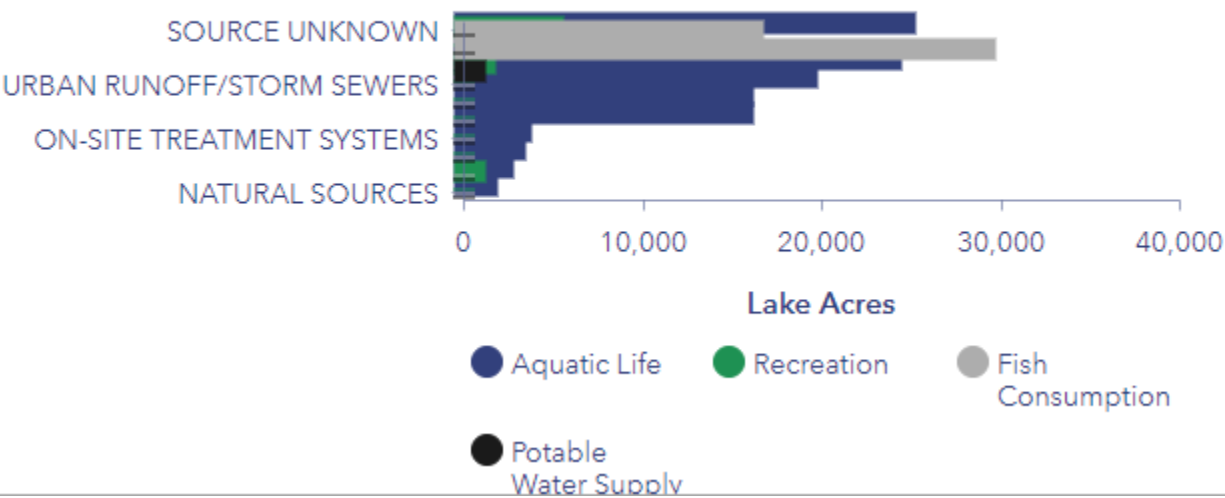 SOURCE UNKNOWN
URBAN RUNOFF/STORM SEWERS
ON-SITE TREATMENT SYSTEMS
NATURAL SOURCES
0 10,000 20,000 30,000 40,000
Lake Acres
Aquatic Life Recreation Fish
Consumption
Potable
Water Supply